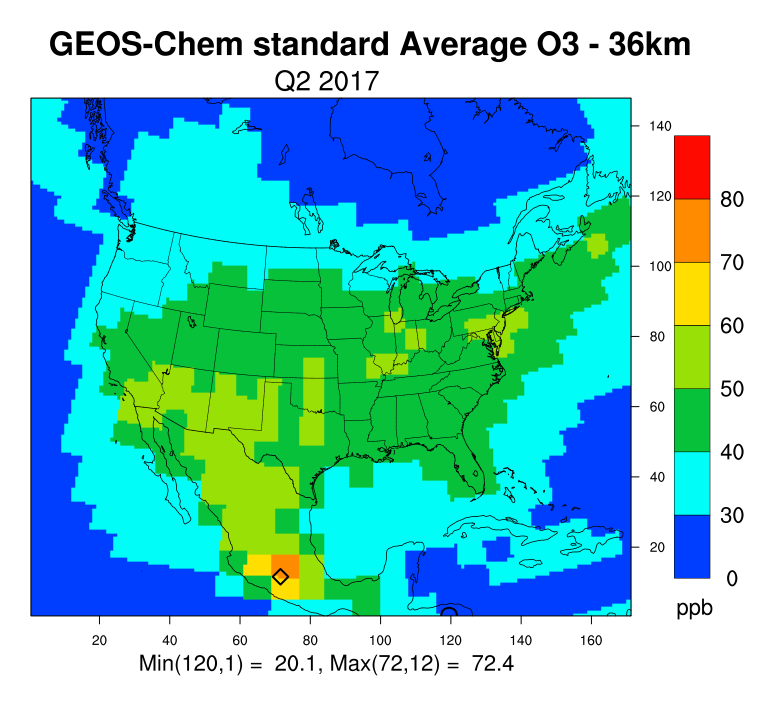 GEOS-Chem standard Average O3 - 36km
Q2 2017
140
120
100
80
60
40
20
80
70
60
50
40
30
0
ppb
20 40 60 80 100 120 140 160
Min(120,1) = 20.1, Max(72,12) = 72.4